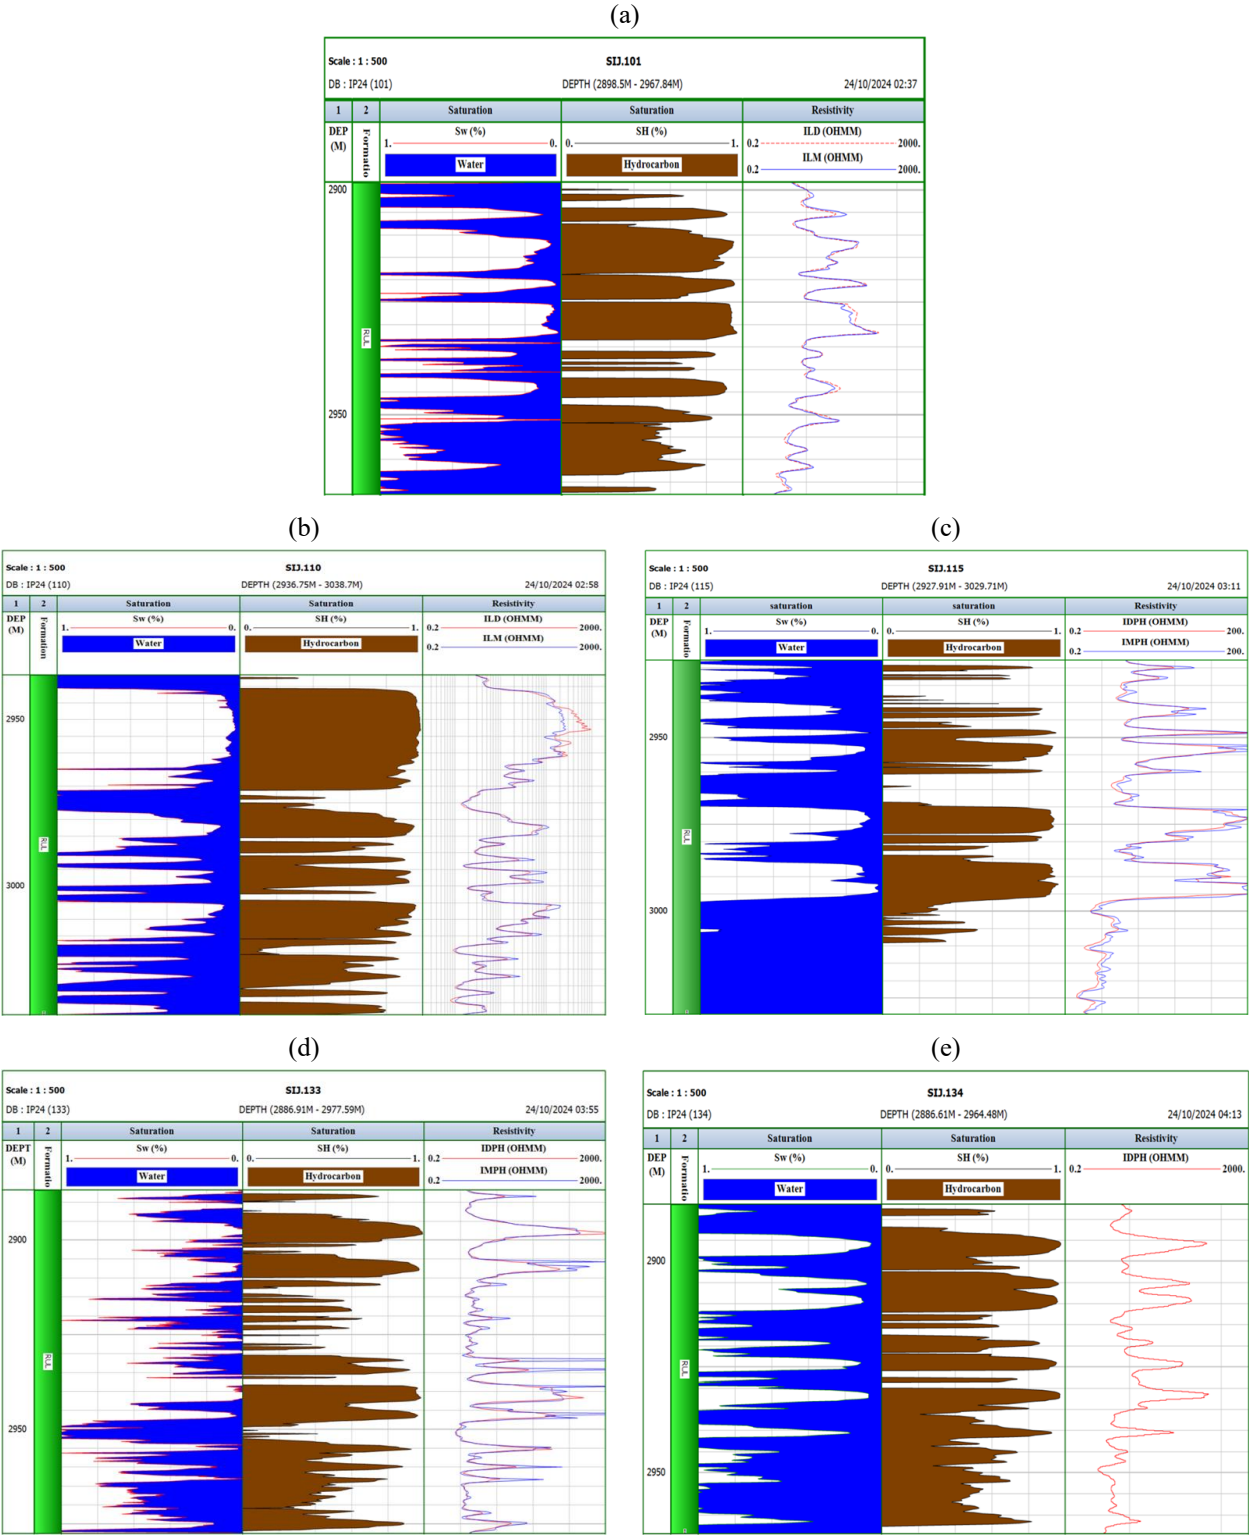 (a)
Scale : 1 : 500 SIJ.101
DB : IP24 (101) DEPTH (2898.5M - 2967.84M) 24/10/2024 02:37
1 2 Saturation Saturation Resistivity
DEP (M) Formatio Sw (%) SH (%) ILD (OHMM)
1. 0. 0. 1. 0.2 2000.
Water Hydrocarbon ILM (OHMM)
0.2 2000.
2900
RUL
2950
(b)
Scale : 1 : 500 SIJ.110
DB : IP24 (110) DEPTH (2936.75M - 3038.7M) 24/10/2024 02:58
1 2 Saturation Saturation Resistivity
DEP (M) Formation Sw (%) SH (%) ILD (OHMM)
1. 0. 0. 1. 0.2 2000.
Water Hydrocarbon ILM (OHMM)
0.2 2000.
2950
RUL
3000
(c)
Scale : 1 : 500 SIJ.115
DB : IP24 (115) DEPTH (2927.91M - 3029.71M) 24/10/2024 03:11
1 2 saturation saturation Resistivity
DEP (M) Formatio Sw (%) SH (%) IDPH (OHMM)
1. 0. 0. 1. 0.2 200.
Water Hydrocarbon IMPH (OHMM)
0.2 200.
2950
RUL
3000
(d)
Scale : 1 : 500 SIJ.133
DB : IP24 (133) DEPTH (2886.91M - 2977.59M) 24/10/2024 03:55
1 2 Saturation Saturation Resistivity
DEPT (M) Formatio Sw (%) SH (%) IDPH (OHMM)
1. 0. 0. 1. 0.2 2000.
Water Hydrocarbon IMPH (OHMM)
0.2 2000.
2900
RUL
2950
(e)
Scale : 1 : 500 SIJ.134
DB : IP24 (134) DEPTH (2886.61M - 2964.48M) 24/10/2024 04:13
1 2 Saturation Saturation Resistivity
DEP (M) Formatio Sw (%) SH (%) IDPH (OHMM)
1. 0. 0. 1. 0.2 2000.
Water Hydrocarbon
2900
RUL
2950